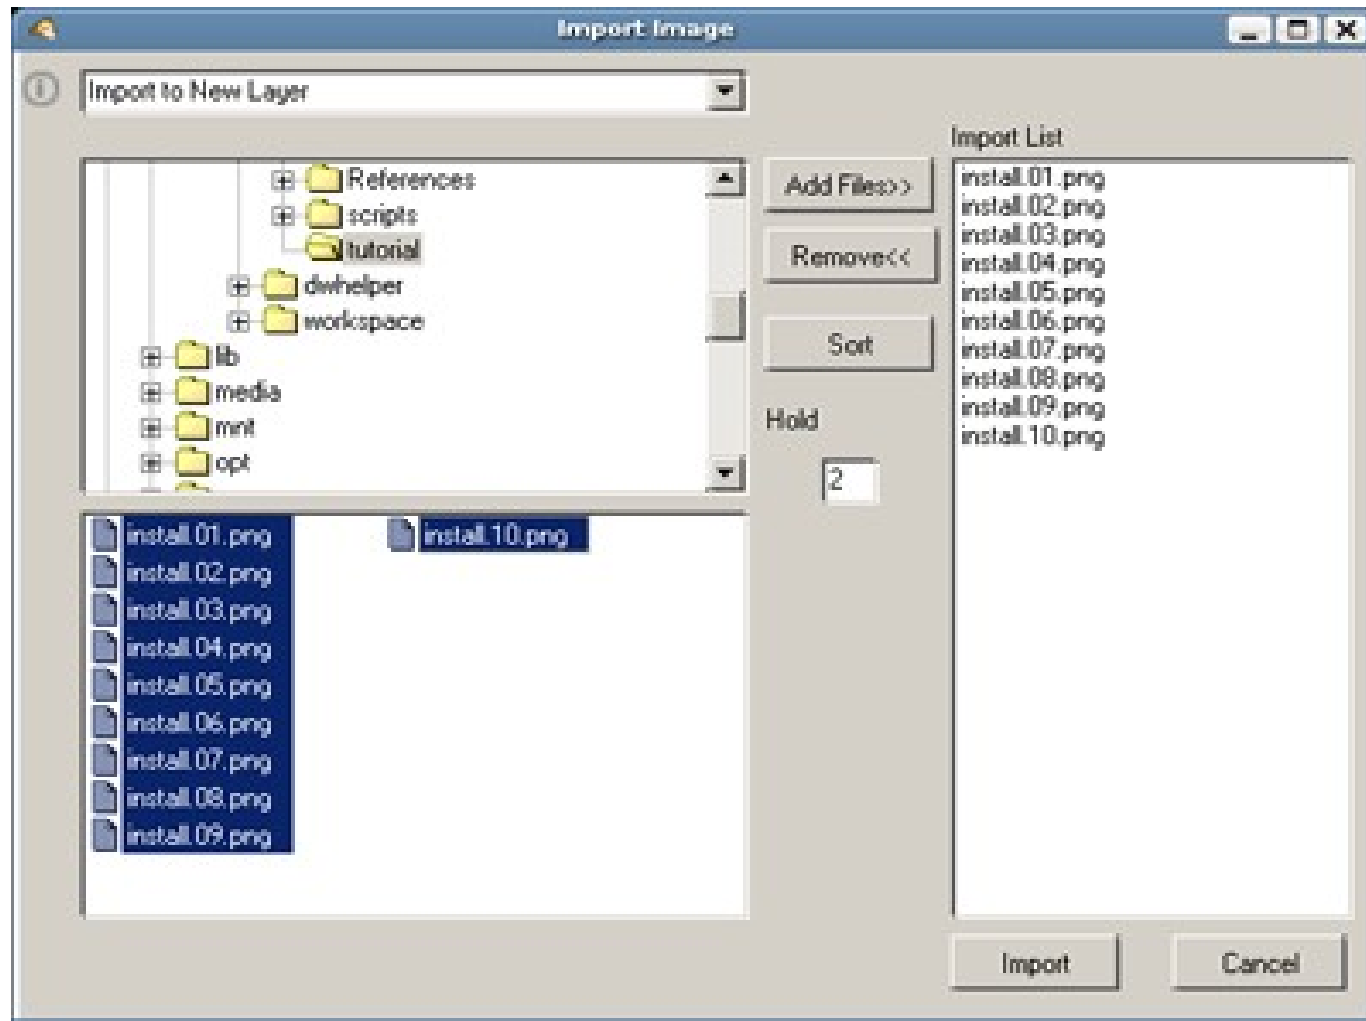 Import Image
Import to New Layer
References
scripts
tutorial
dwhelper
workspace
lib
media
mnt
opt
Add Files>>
Remove<<
Sort
Hold
2
Import List
install.01.png
install.02.png
install.03.png
install.04.png
install.05.png
install.06.png
install.07.png
install.08.png
install.09.png
install.10.png
install.01.png
install.02.png
install.03.png
install.04.png
install.05.png
install.06.png
install.07.png
install.08.png
install.09.png
install.10.png
Import
Cancel